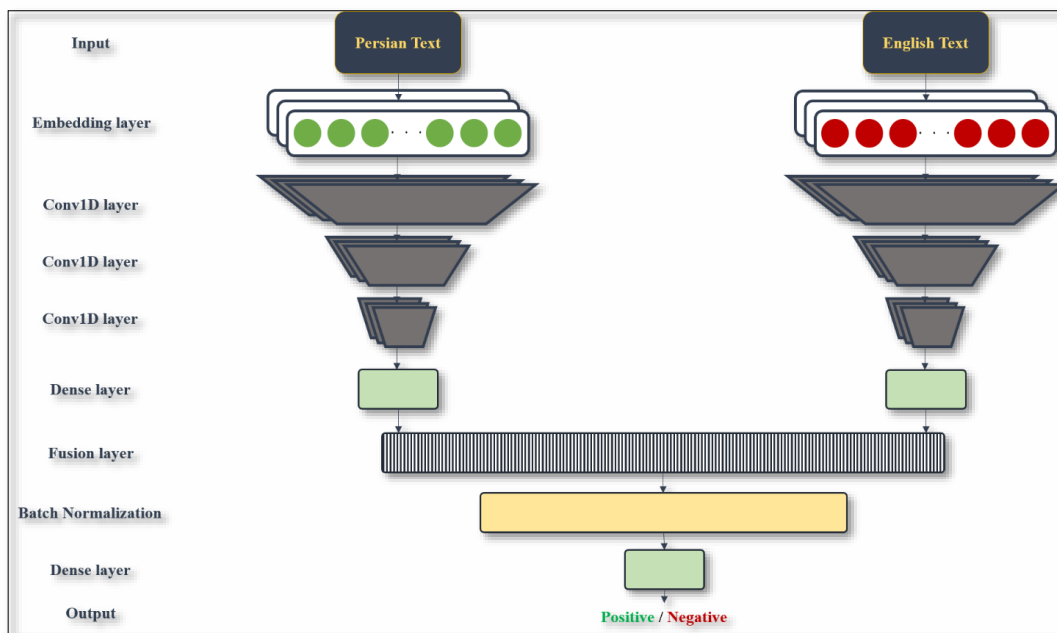 Input
Persian Text
English Text
Embedding layer
. . .
. . .
Conv1D layer
Conv1D layer
Conv1D layer
Dense layer
Fusion layer
Batch Normalization
Dense layer
Output
Positive / Negative